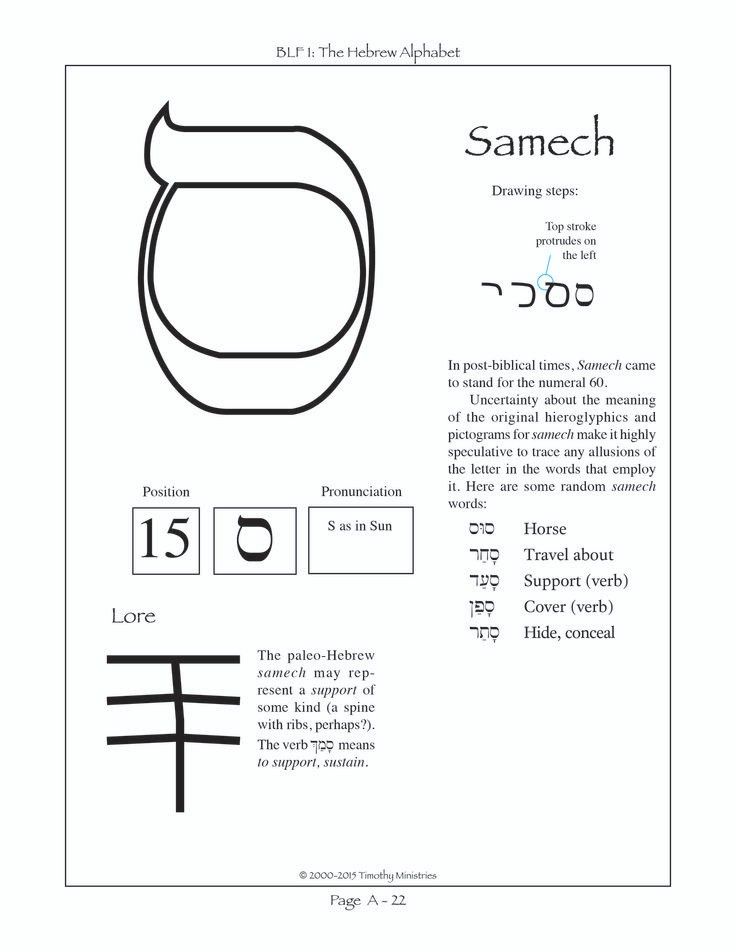 BLF 1: The Hebrew Alphabet
ס
Samech
Drawing steps:
Top stroke
protrudes on
the left
In post-biblical times, Samech came
to stand for the numeral 60.
Uncertainty about the meaning
of the original hieroglyphics and
pictograms for samech make it highly
speculative to trace any allusions of
the letter in the words that employ
it. Here are some random samech
words:
סוּס Horse
סָחַר Travel about
סָעַד Support (verb)
סָפַן Cover (verb)
סָתַר Hide, conceal
Position
Pronunciation
15
ס
S as in Sun
Lore
The paleo-Hebrew
samech may rep-
resent a support of
some kind (a spine
with ribs, perhaps?).
The verb סָמַךְ means
to support, sustain.
© 2000-2015 Timothy Ministries
Page A - 22